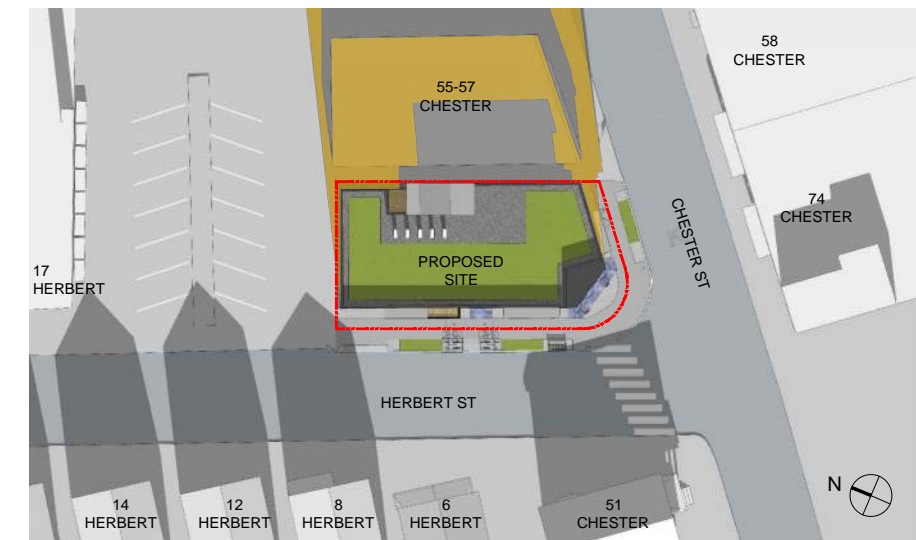 58
CHESTER
55-57
CHESTER
74
CHESTER
CHESTER ST
PROPOSED
SITE
17
HERBERT
HERBERT ST
N
14
HERBERT
12
HERBERT
8
HERBERT
6
HERBERT
51
CHESTER